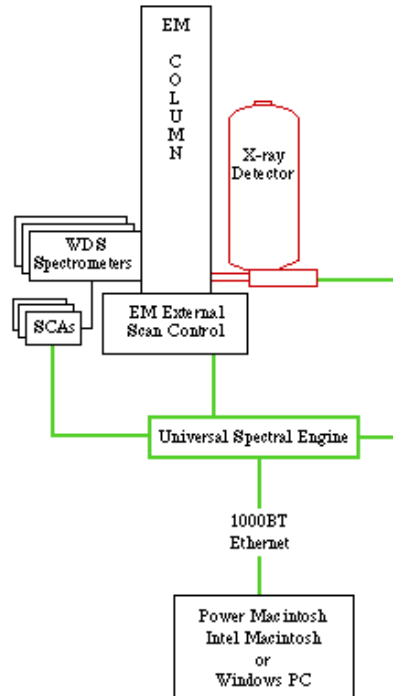 EM
C
O
L
U
M
N
X-ray
Detector
WDS
Spectrometers
EM External
Scan Control
SCAs
Universal Spectral Engine
1000BT
Ethernet
Power Macintosh
Intel Macintosh
or
Windows PC